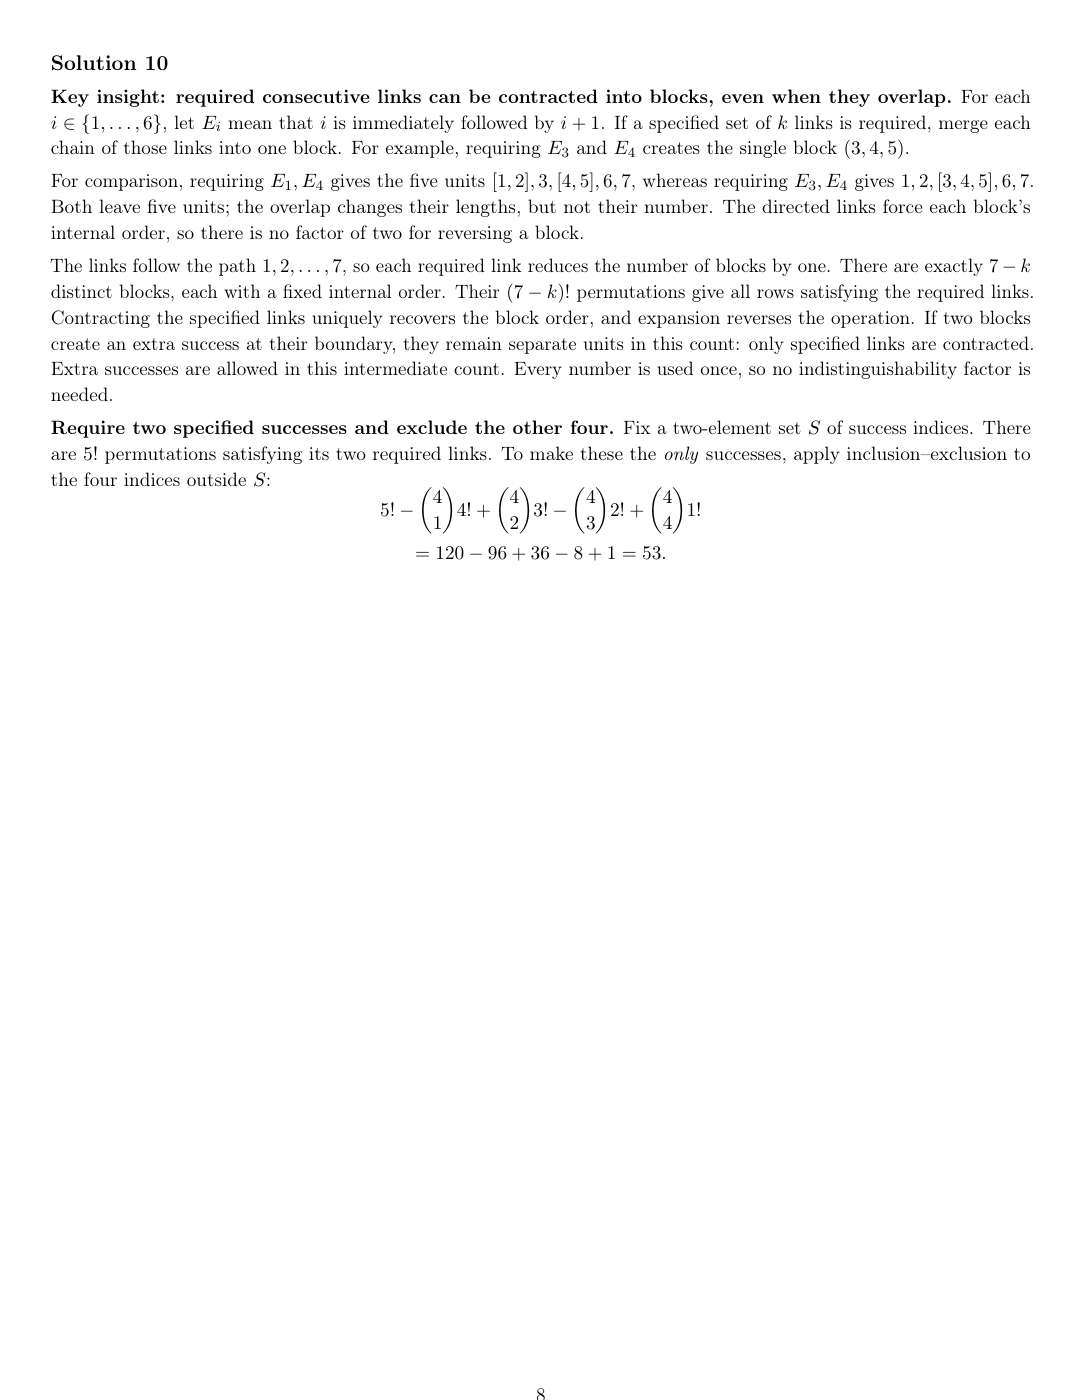 Solution 10
Key insight: required consecutive links can be contracted into blocks, even when they overlap. For each
i ∈ {1, . . . , 6}, let E_i mean that i is immediately followed by i + 1. If a specified set of k links is required, merge each
chain of those links into one block. For example, requiring E_3 and E_4 creates the single block (3, 4, 5).
For comparison, requiring E_1, E_4 gives the five units [1, 2], 3, [4, 5], 6, 7, whereas requiring E_3, E_4 gives 1, 2, [3, 4, 5], 6, 7.
Both leave five units; the overlap changes their lengths, but not their number. The directed links force each block's
internal order, so there is no factor of two for reversing a block.
The links follow the path 1, 2, . . . , 7, so each required link reduces the number of blocks by one. There are exactly 7 − k
distinct blocks, each with a fixed internal order. Their (7 − k)! permutations give all rows satisfying the required links.
Contracting the specified links uniquely recovers the block order, and expansion reverses the operation. If two blocks
create an extra success at their boundary, they remain separate units in this count: only specified links are contracted.
Extra successes are allowed in this intermediate count. Every number is used once, so no indistinguishability factor is
needed.
Require two specified successes and exclude the other four. Fix a two-element set S of success indices. There
are 5! permutations satisfying its two required links. To make these the only successes, apply inclusion–exclusion to
the four indices outside S:
5! − (4 1) 4! + (4 2) 3! − (4 3) 2! + (4 4) 1!
= 120 − 96 + 36 − 8 + 1 = 53.
8